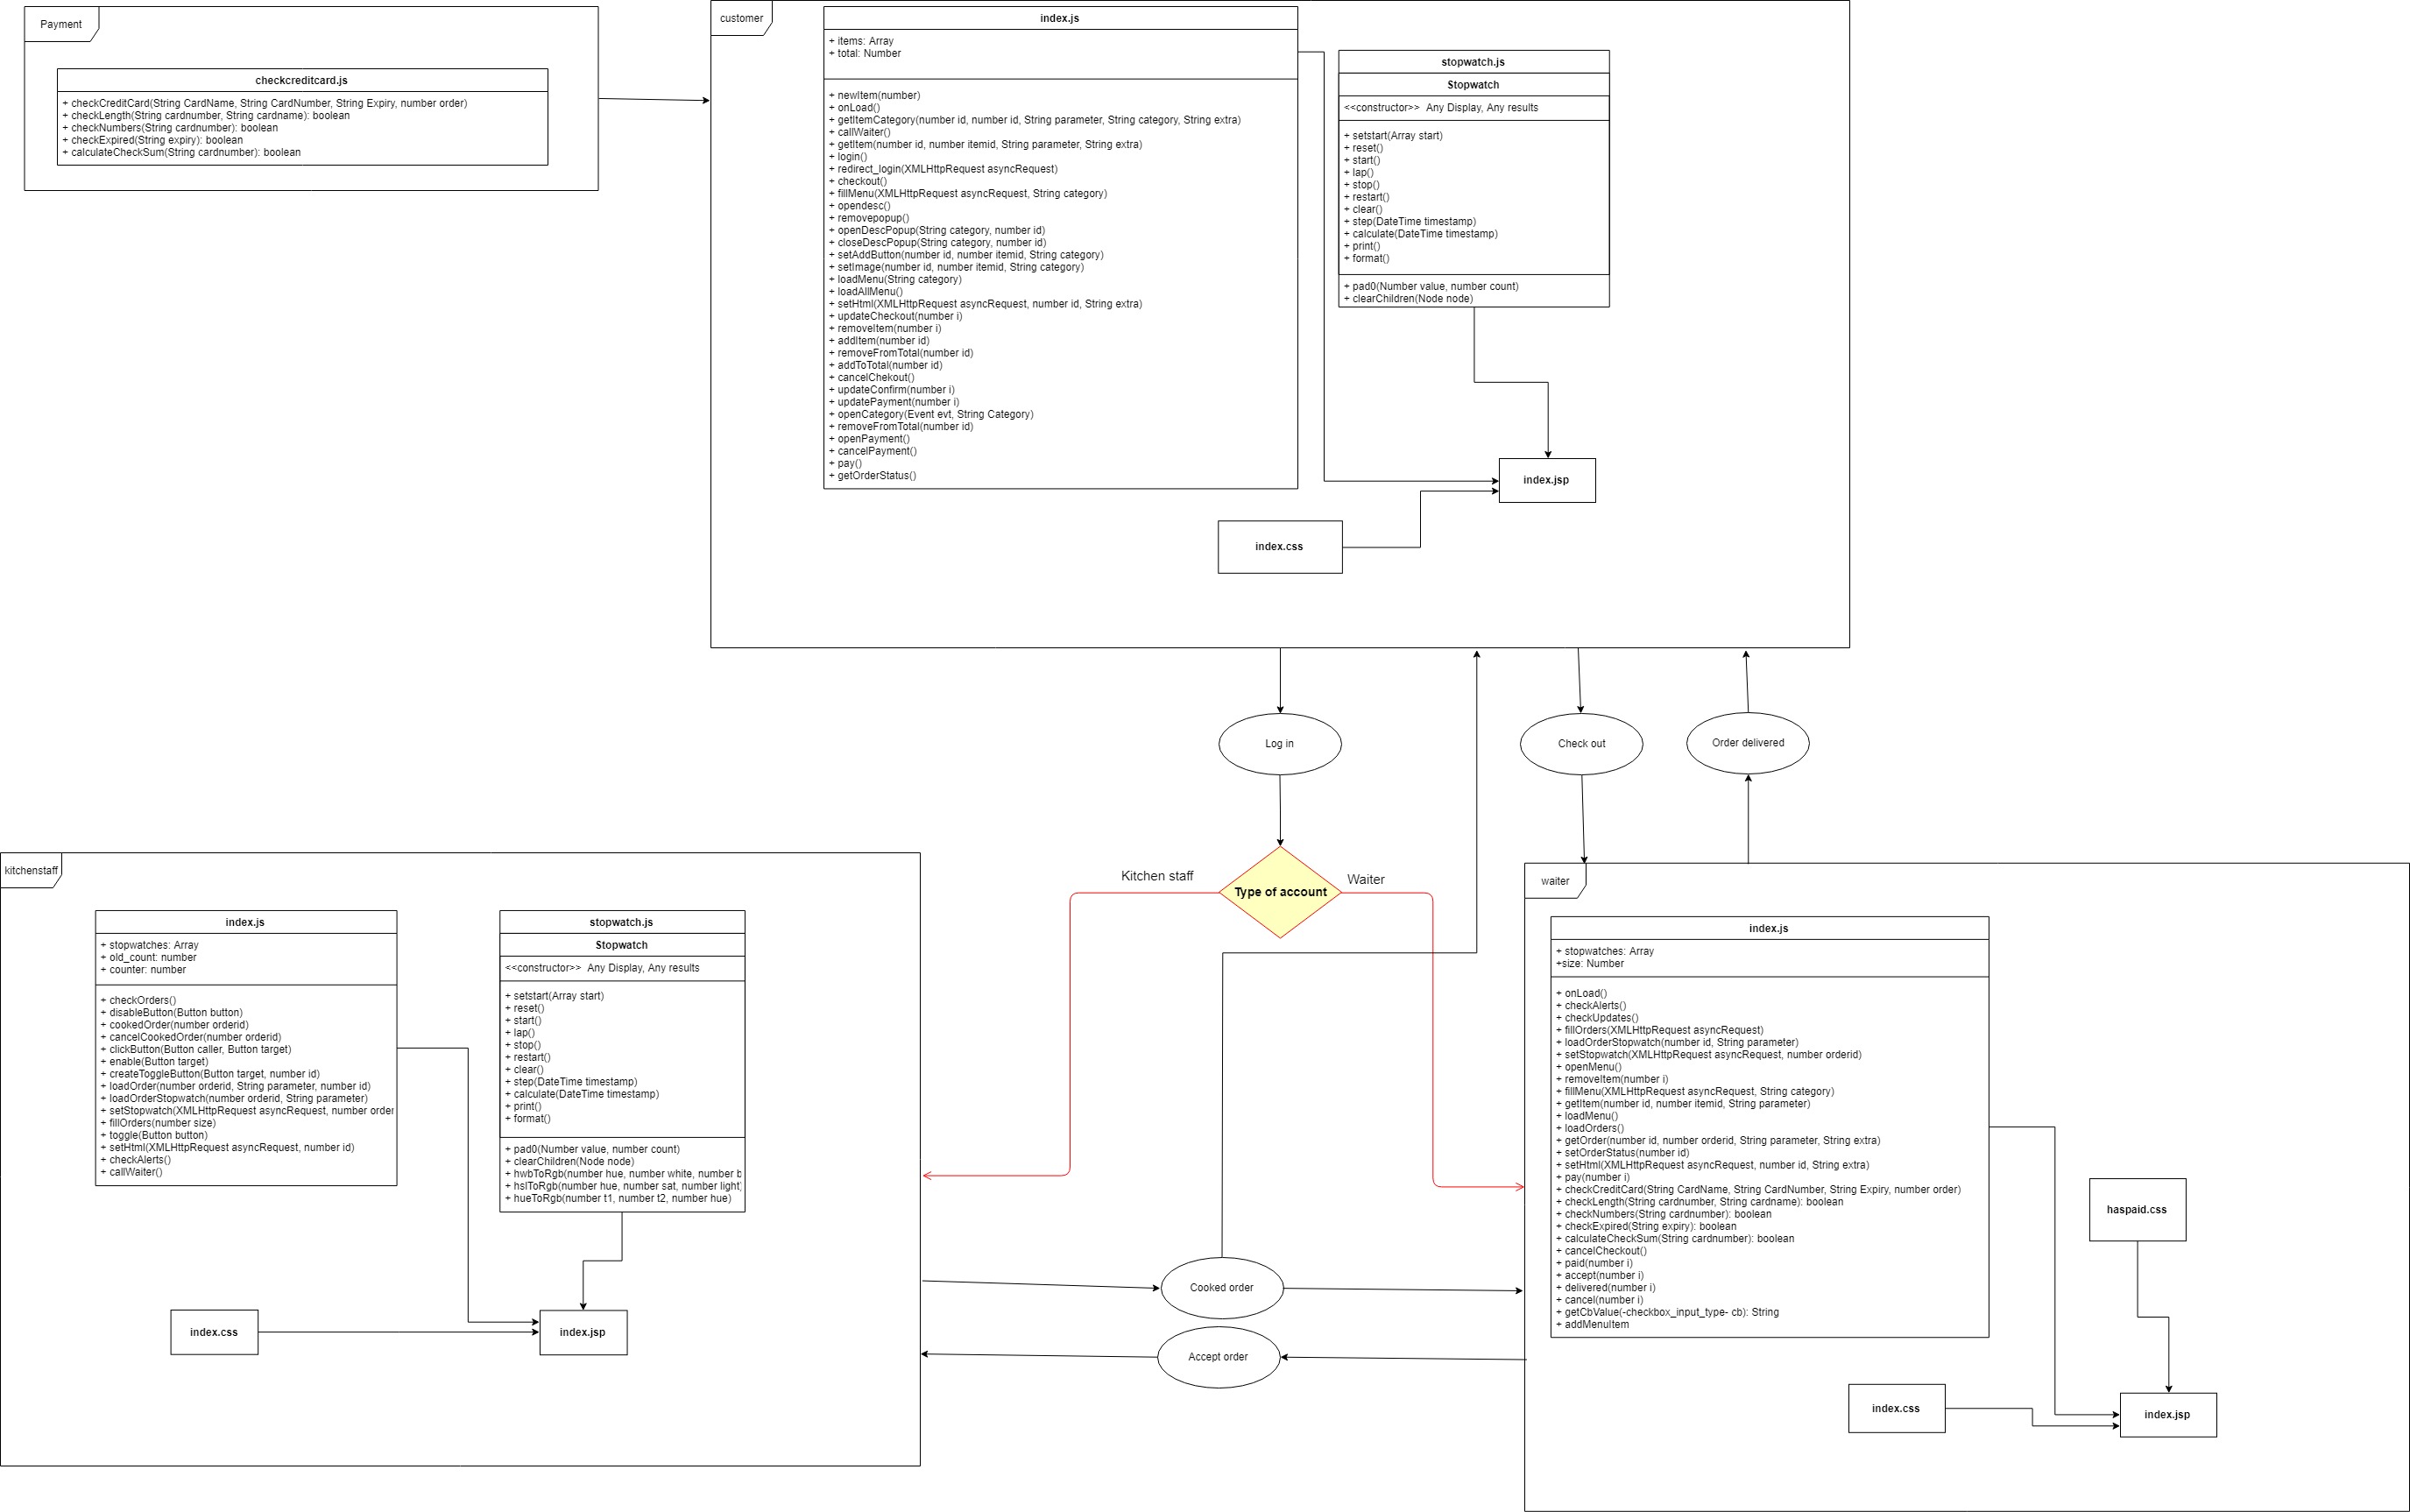 Payment
checkcreditcard.js
+ checkCreditCard(String CardName, String CardNumber, String Expiry, number order)
+ checkLength(String cardnumber, String cardname): boolean
+ checkNumbers(String cardnumber): boolean
+ checkExpired(String expiry): boolean
+ calculateCheckSum(String cardnumber): boolean
customer
index.js
+ items: Array
+ total: Number
+ newItem(number)
+ onLoad()
+ getItemCategory(number id, number id, String parameter, String category, String extra)
+ callWaiter()
+ getItem(number id, number itemid, String parameter, String extra)
+ login()
+ redirect_login(XMLHttpRequest asyncRequest)
+ checkout()
+ fillMenu(XMLHttpRequest asyncRequest, String category)
+ opendesc()
+ removepopup()
+ openDescPopup(String category, number id)
+ closeDescPopup(String category, number id)
+ setAddButton(number id, number itemid, String category)
+ setImage(number id, number itemid, String category)
+ loadMenu(String category)
+ loadAllMenu()
+ setHtml(XMLHttpRequest asyncRequest, number id, String extra)
+ updateCheckout(number i)
+ removeItem(number i)
+ addItem(number id)
+ removeFromTotal(number id)
+ addToTotal(number id)
+ cancelChekout()
+ updateConfirm(number i)
+ updatePayment(number i)
+ openCategory(Event evt, String Category)
+ removeFromTotal(number id)
+ openPayment()
+ cancelPayment()
+ pay()
+ getOrderStatus()
stopwatch.js
Stopwatch
<<constructor>> Any Display, Any results
+ setstart(Array start)
+ reset()
+ start()
+ lap()
+ stop()
+ restart()
+ clear()
+ step(DateTime timestamp)
+ calculate(DateTime timestamp)
+ print()
+ format()
+ pad0(Number value, number count)
+ clearChildren(Node node)
index.jsp
index.css
Log in
Check out
Order delivered
Type of account
Kitchen staff
Waiter
kitchenstaff
index.js
+ stopwatches: Array
+ old_count: number
+ counter: number
+ checkOrders()
+ disableButton(Button button)
+ cookedOrder(number orderid)
+ cancelCookedOrder(number orderid)
+ clickButton(Button caller, Button target)
+ enable(Button target)
+ createToggleButton(Button target, number id)
+ loadOrder(number orderid, String parameter, number id)
+ loadOrderStopwatch(number orderid, String parameter)
+ setStopwatch(XMLHttpRequest asyncRequest, number order
+ fillOrders(number size)
+ toggle(Button button)
+ setHtml(XMLHttpRequest asyncRequest, number id)
+ checkAlerts()
+ callWaiter()
stopwatch.js
Stopwatch
<<constructor>> Any Display, Any results
+ setstart(Array start)
+ reset()
+ start()
+ lap()
+ stop()
+ restart()
+ clear()
+ step(DateTime timestamp)
+ calculate(DateTime timestamp)
+ print()
+ format()
+ pad0(Number value, number count)
+ clearChildren(Node node)
+ hwbToRgb(number hue, number white, number b
+ hslToRgb(number hue, number sat, number light)
+ hueToRgb(number t1, number t2, number hue)
index.css
index.jsp
Cooked order
Accept order
waiter
index.js
+ stopwatches: Array
+size: Number
+ onLoad()
+ checkAlerts()
+ checkUpdates()
+ fillOrders(XMLHttpRequest asyncRequest)
+ loadOrderStopwatch(number id, String parameter)
+ setStopwatch(XMLHttpRequest asyncRequest, number orderid)
+ openMenu()
+ removeItem(number i)
+ fillMenu(XMLHttpRequest asyncRequest, String category)
+ getItem(number id, number itemid, String parameter)
+ loadMenu()
+ loadOrders()
+ getOrder(number id, number orderid, String parameter, String extra)
+ setOrderStatus(number id)
+ setHtml(XMLHttpRequest asyncRequest, number id, String extra)
+ pay(number i)
+ checkCreditCard(String CardName, String CardNumber, String Expiry, number order)
+ checkLength(String cardnumber, String cardname): boolean
+ checkNumbers(String cardnumber): boolean
+ checkExpired(String expiry): boolean
+ calculateCheckSum(String cardnumber): boolean
+ cancelCheckout()
+ paid(number i)
+ accept(number i)
+ delivered(number i)
+ cancel(number i)
+ getCbValue(-checkbox_input_type- cb): String
+ addMenuItem
haspaid.css
index.css
index.jsp